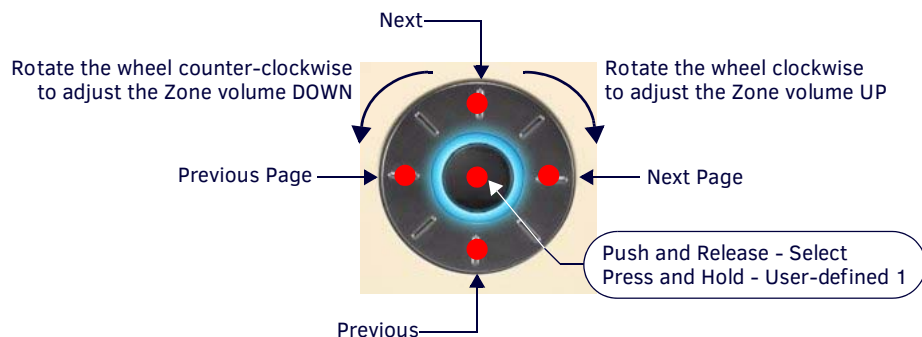 Next
Rotate the wheel counter-clockwise
to adjust the Zone volume DOWN
Rotate the wheel clockwise
to adjust the Zone volume UP
Previous Page
Next Page
Push and Release - Select
Press and Hold - User-defined 1
Previous